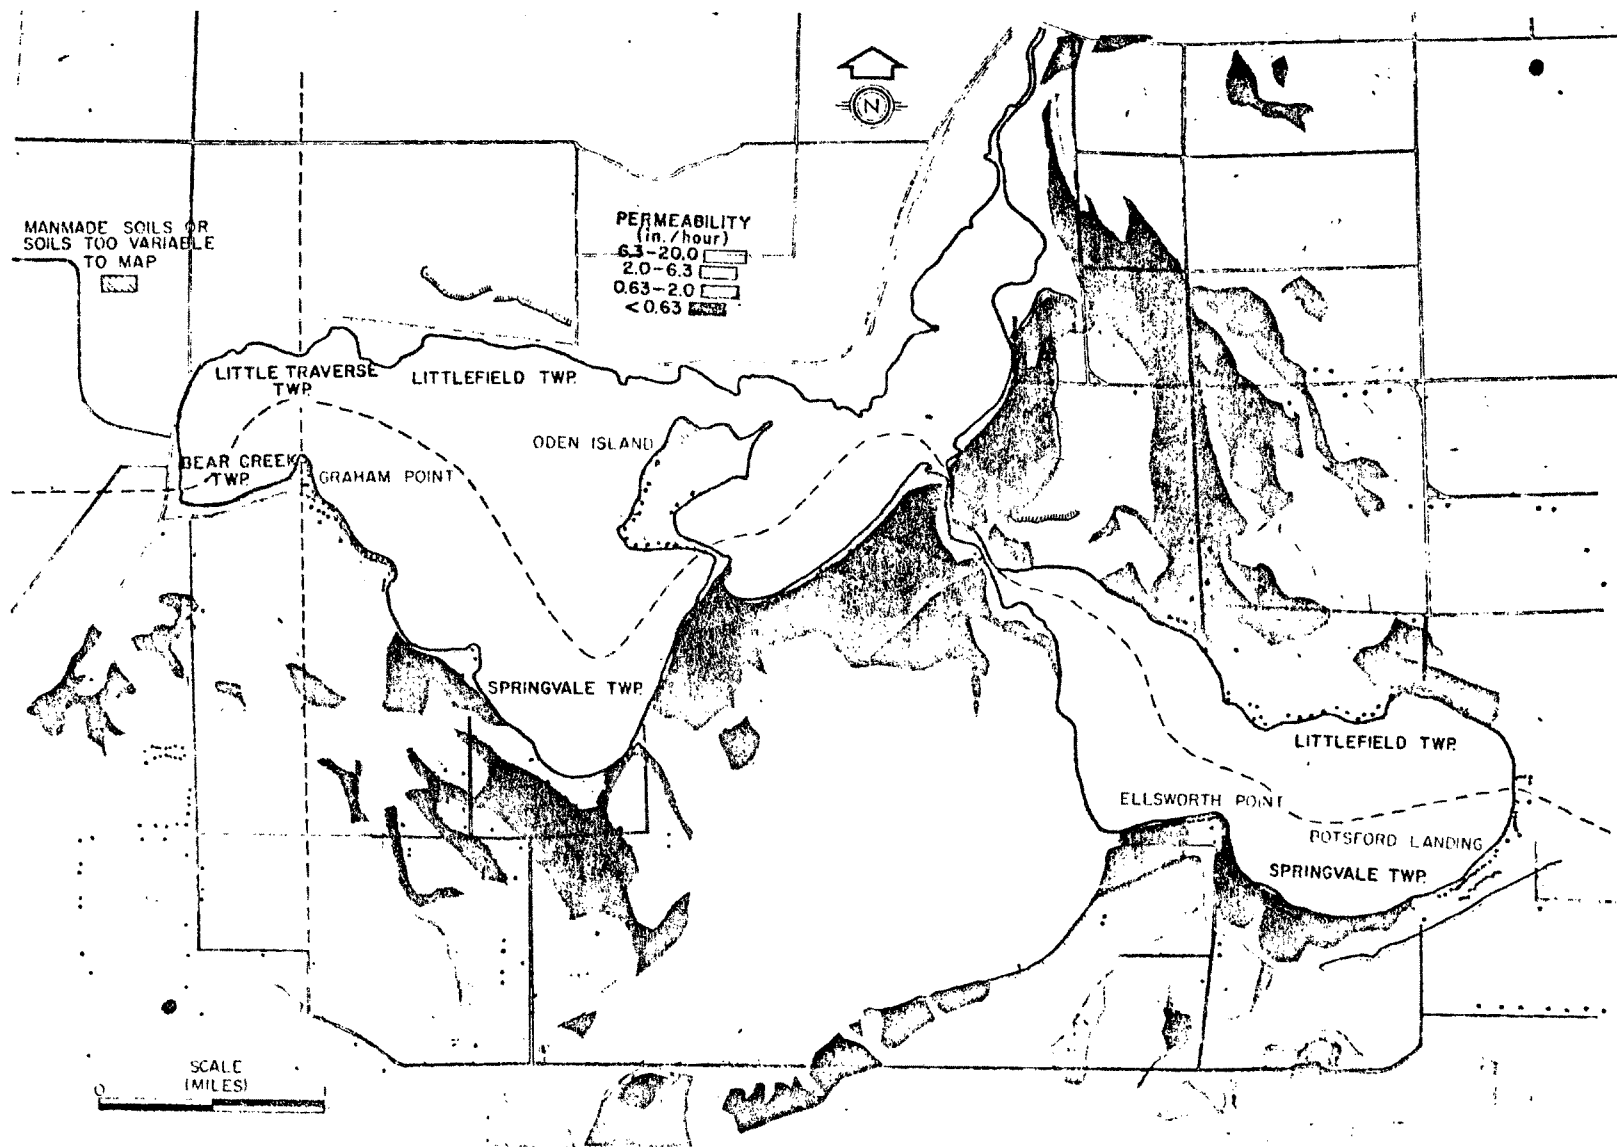 N
MANMADE SOILS OR
SOILS TOO VARIABLE
TO MAP
PERMEABILITY
(in./hour)
6.3-20.0
2.0-6.3
0.63-2.0
<0.63
LITTLE TRAVERSE
TWP.
LITTLEFIELD TWP.
ODEN ISLAND
BEAR CREEK
TWP.
GRAHAM POINT
SPRINGVALE TWP.
LITTLEFIELD TWP.
ELLSWORTH POINT
POTSFORD LANDING
SPRINGVALE TWP.
SCALE
(MILES)
0 1